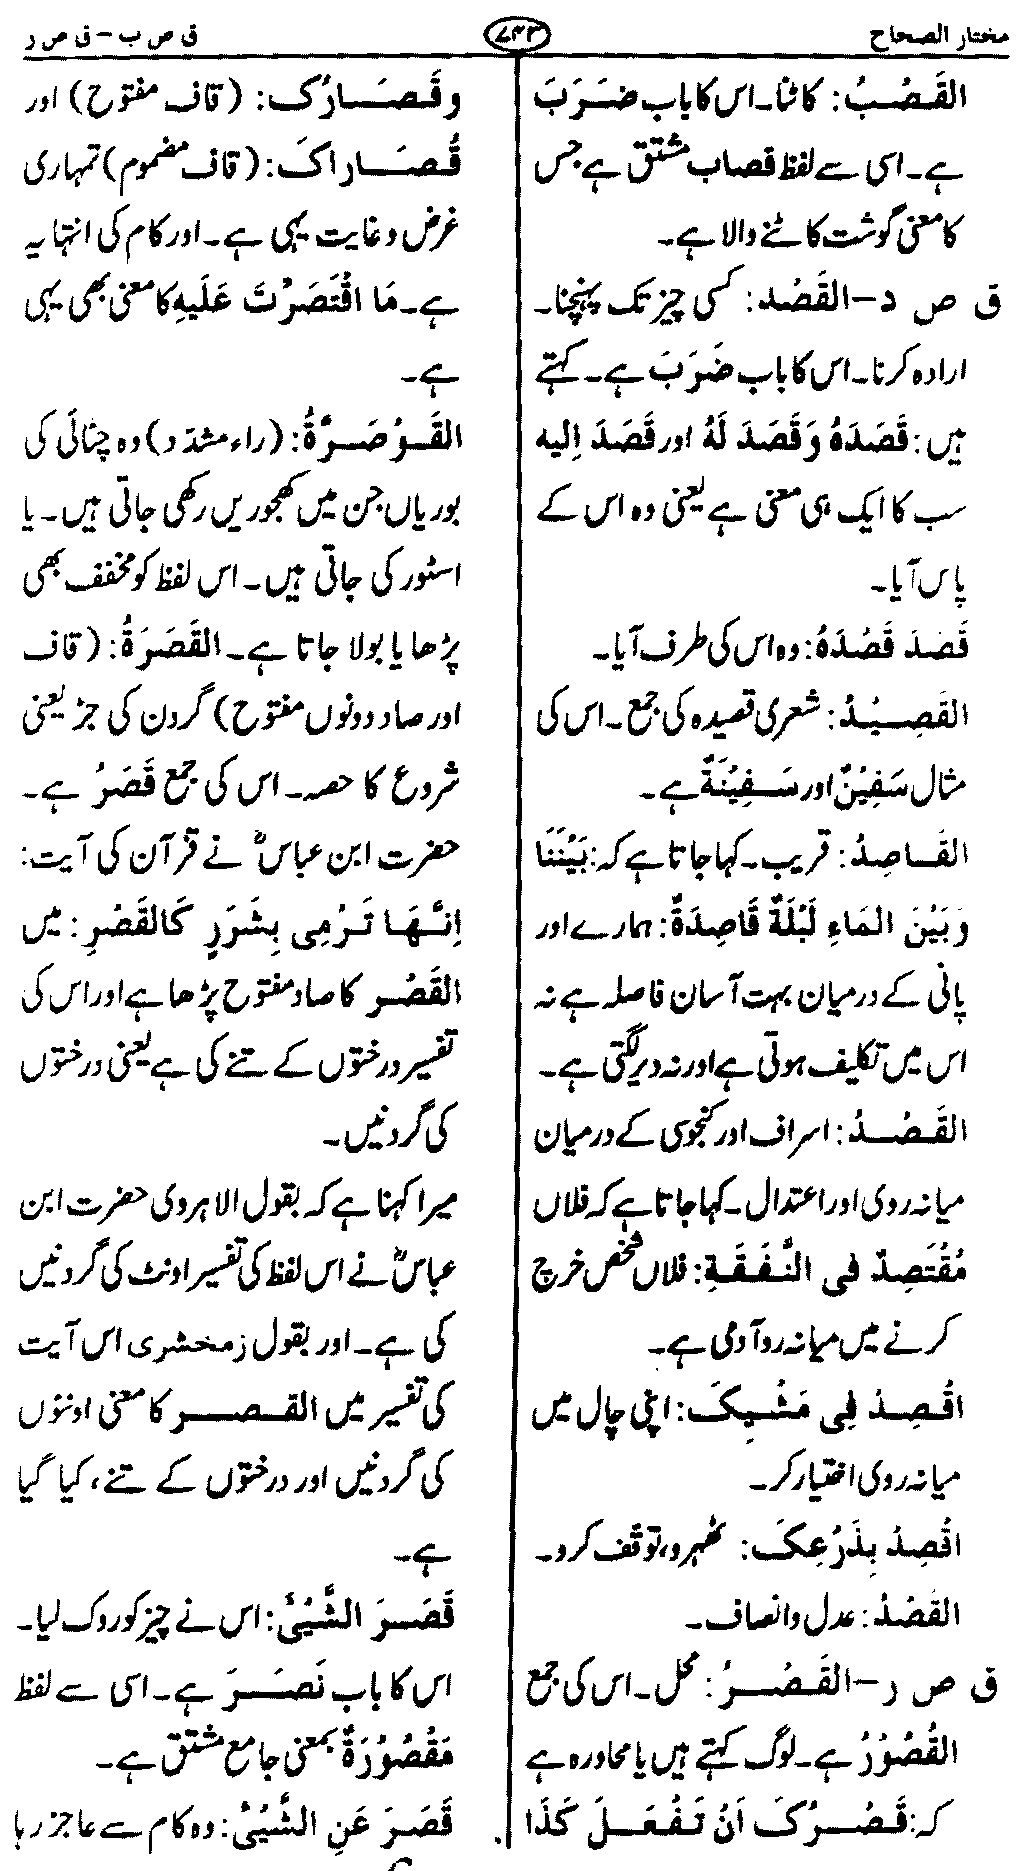 مختار الصحاح
۷۴۲
ق ص ب – ق ص ر
القَصْبُ: کاٹنا۔اس کا باب ضَرَبَ
ہے۔اسی سے لفظ قصاب مشتق ہے جس
کا معنی گوشت کاٹنے والا ہے۔
ق ص د–القَصْد: کسی چیز تک پہنچنا۔
ارادہ کرنا۔اس کا باب ضَرَبَ ہے۔کہتے
ہیں: قَصَدَهُ وَقَصَدَ لَهُ اور قَصَدَ اِلیه
سب کا ایک ہی معنی ہے یعنی وہ اس کے
پاس آیا۔
قَصَدَ قَصْدَهُ: وہ اس کی طرف آیا۔
القَصِيْدُ: شعری قصیدہ کی جمع۔اس کی
مثال سَفِيْنٌ اور سَفِيْنَةٌ ہے۔
القَاصِدُ: قریب۔کہا جاتا ہے کہ: بَيْنَنَا
وَبَيْنَ المَاءِ لَيْلَةٌ قَاصِدَةٌ: ہمارے اور
پانی کے درمیان بہت آسان فاصلہ ہے نہ
اس میں تکلیف ہوتی ہے اور نہ دیر لگتی ہے۔
القَصْدُ: اسراف اور کنجوسی کے درمیان
میانہ روی اور اعتدال۔کہا جاتا ہے کہ فلاں
مُقْتَصِدٌ فِی النَّفَقَةِ: فلاں شخص خرچ
کرنے میں میانہ رو آدمی ہے۔
اقْصِدْ فِی مَشْيِکَ: اپنی چال میں
میانہ روی اختیار کر۔
اقْصِدْ بِذَرْعِکَ: ٹھہرو، توقف کرو۔
القَصْدُ: عدل و انصاف۔
ق ص ر–القَصْرُ: محل۔اس کی جمع
القُصُوْرُ ہے۔لوگ کہتے ہیں یا محاورہ ہے
کہ: قَصْرُکَ اَنْ تَفْعَلَ کَذَا
وقَصَارُک: (قاف مفتوح) اور
قُصَاراکَ: (قاف مضموم) تمہاری
غرض و غایت یہی ہے۔اور کام کی انتہا یہ
ہے۔مَا اقْتَصَرْتَ عَلَیهِ کا معنی بھی یہی
ہے۔
القَوْصَرَّةُ: (راء مشدّد) وہ چٹائی کی
بوریاں جن میں کھجوریں رکھی جاتی ہیں۔یا
اسٹور کی جاتی ہیں۔اس لفظ کو مخفف بھی
پڑھا یا بولا جاتا ہے۔القَصَرَةُ: (قاف
اور صاد دونوں مفتوح) گردن کی جڑ یعنی
شروع کا حصہ۔اس کی جمع قَصَرُ ہے۔
حضرت ابن عباسؓ نے قرآن کی آیت:
اِنَّهَا تَرْمِی بِشَرَرٍ کَالقَصْرِ: میں
القَصْر کا صاد مفتوح پڑھا ہے اور اس کی
تفسیر درختوں کے تنے کی ہے یعنی درختوں
کی گردنیں۔
میرا کہنا ہے کہ بقول الاہروی حضرت ابن
عباسؓ نے اس لفظ کی تفسیر اونٹ کی گردنیں
کی ہے۔اور بقول زمخشری اس آیت
کی تفسیر میں القصر کا معنی اونٹوں
کی گردنیں اور درختوں کے تنے، کیا گیا
ہے۔
قَصَرَ الشَّیْئَ: اس نے چیز کو روک لیا۔
اس کا باب نَصَرَ ہے۔اسی سے لفظ
مَقْصُوْرَةٌ بمعنی جامع مشتق ہے۔
قَصَرَ عَنِ الشَّیْئ: وہ کام سے عاجز رہا